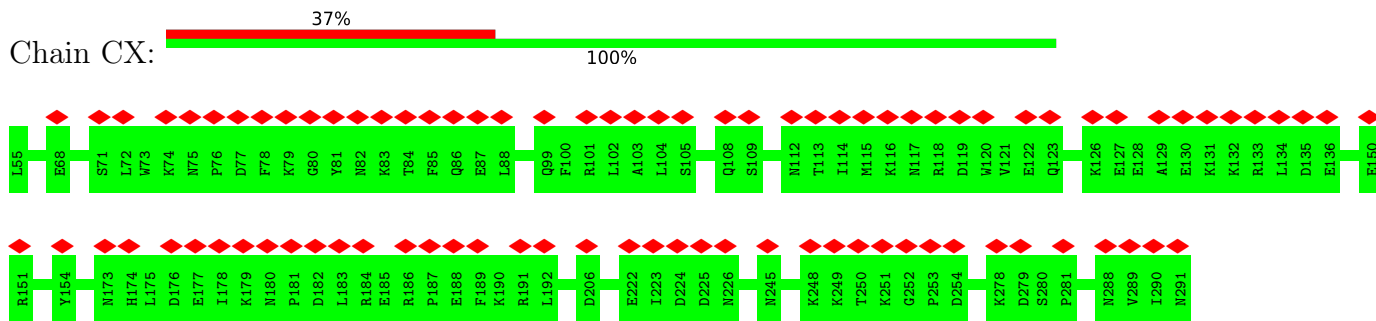 37%
Chain CX:
100%
L55 E68 S71 L72 W73 K74 N75 P76 D77 F78 K79 G80 Y81 N82 K83 T84 F85 Q86 E87 L88 Q99 F100 R101 L102 A103 L104 S105 Q108 S109 N112 T113 I114 M115 K116 N117 R118 D119 W120 V121 E122 Q123 K126 E127 E128 A129 E130 K131 K132 R133 L134 D135 E136 E150
R151 Y154 N173 H174 L175 D176 E177 I178 K179 N180 P181 D182 L183 R184 E185 R186 P187 E188 F189 K190 R191 L192 D206 E222 I223 D224 D225 N226 N245 K248 K249 T250 K251 G252 P253 D254 K278 D279 S280 P281 N288 V289 I290 N291